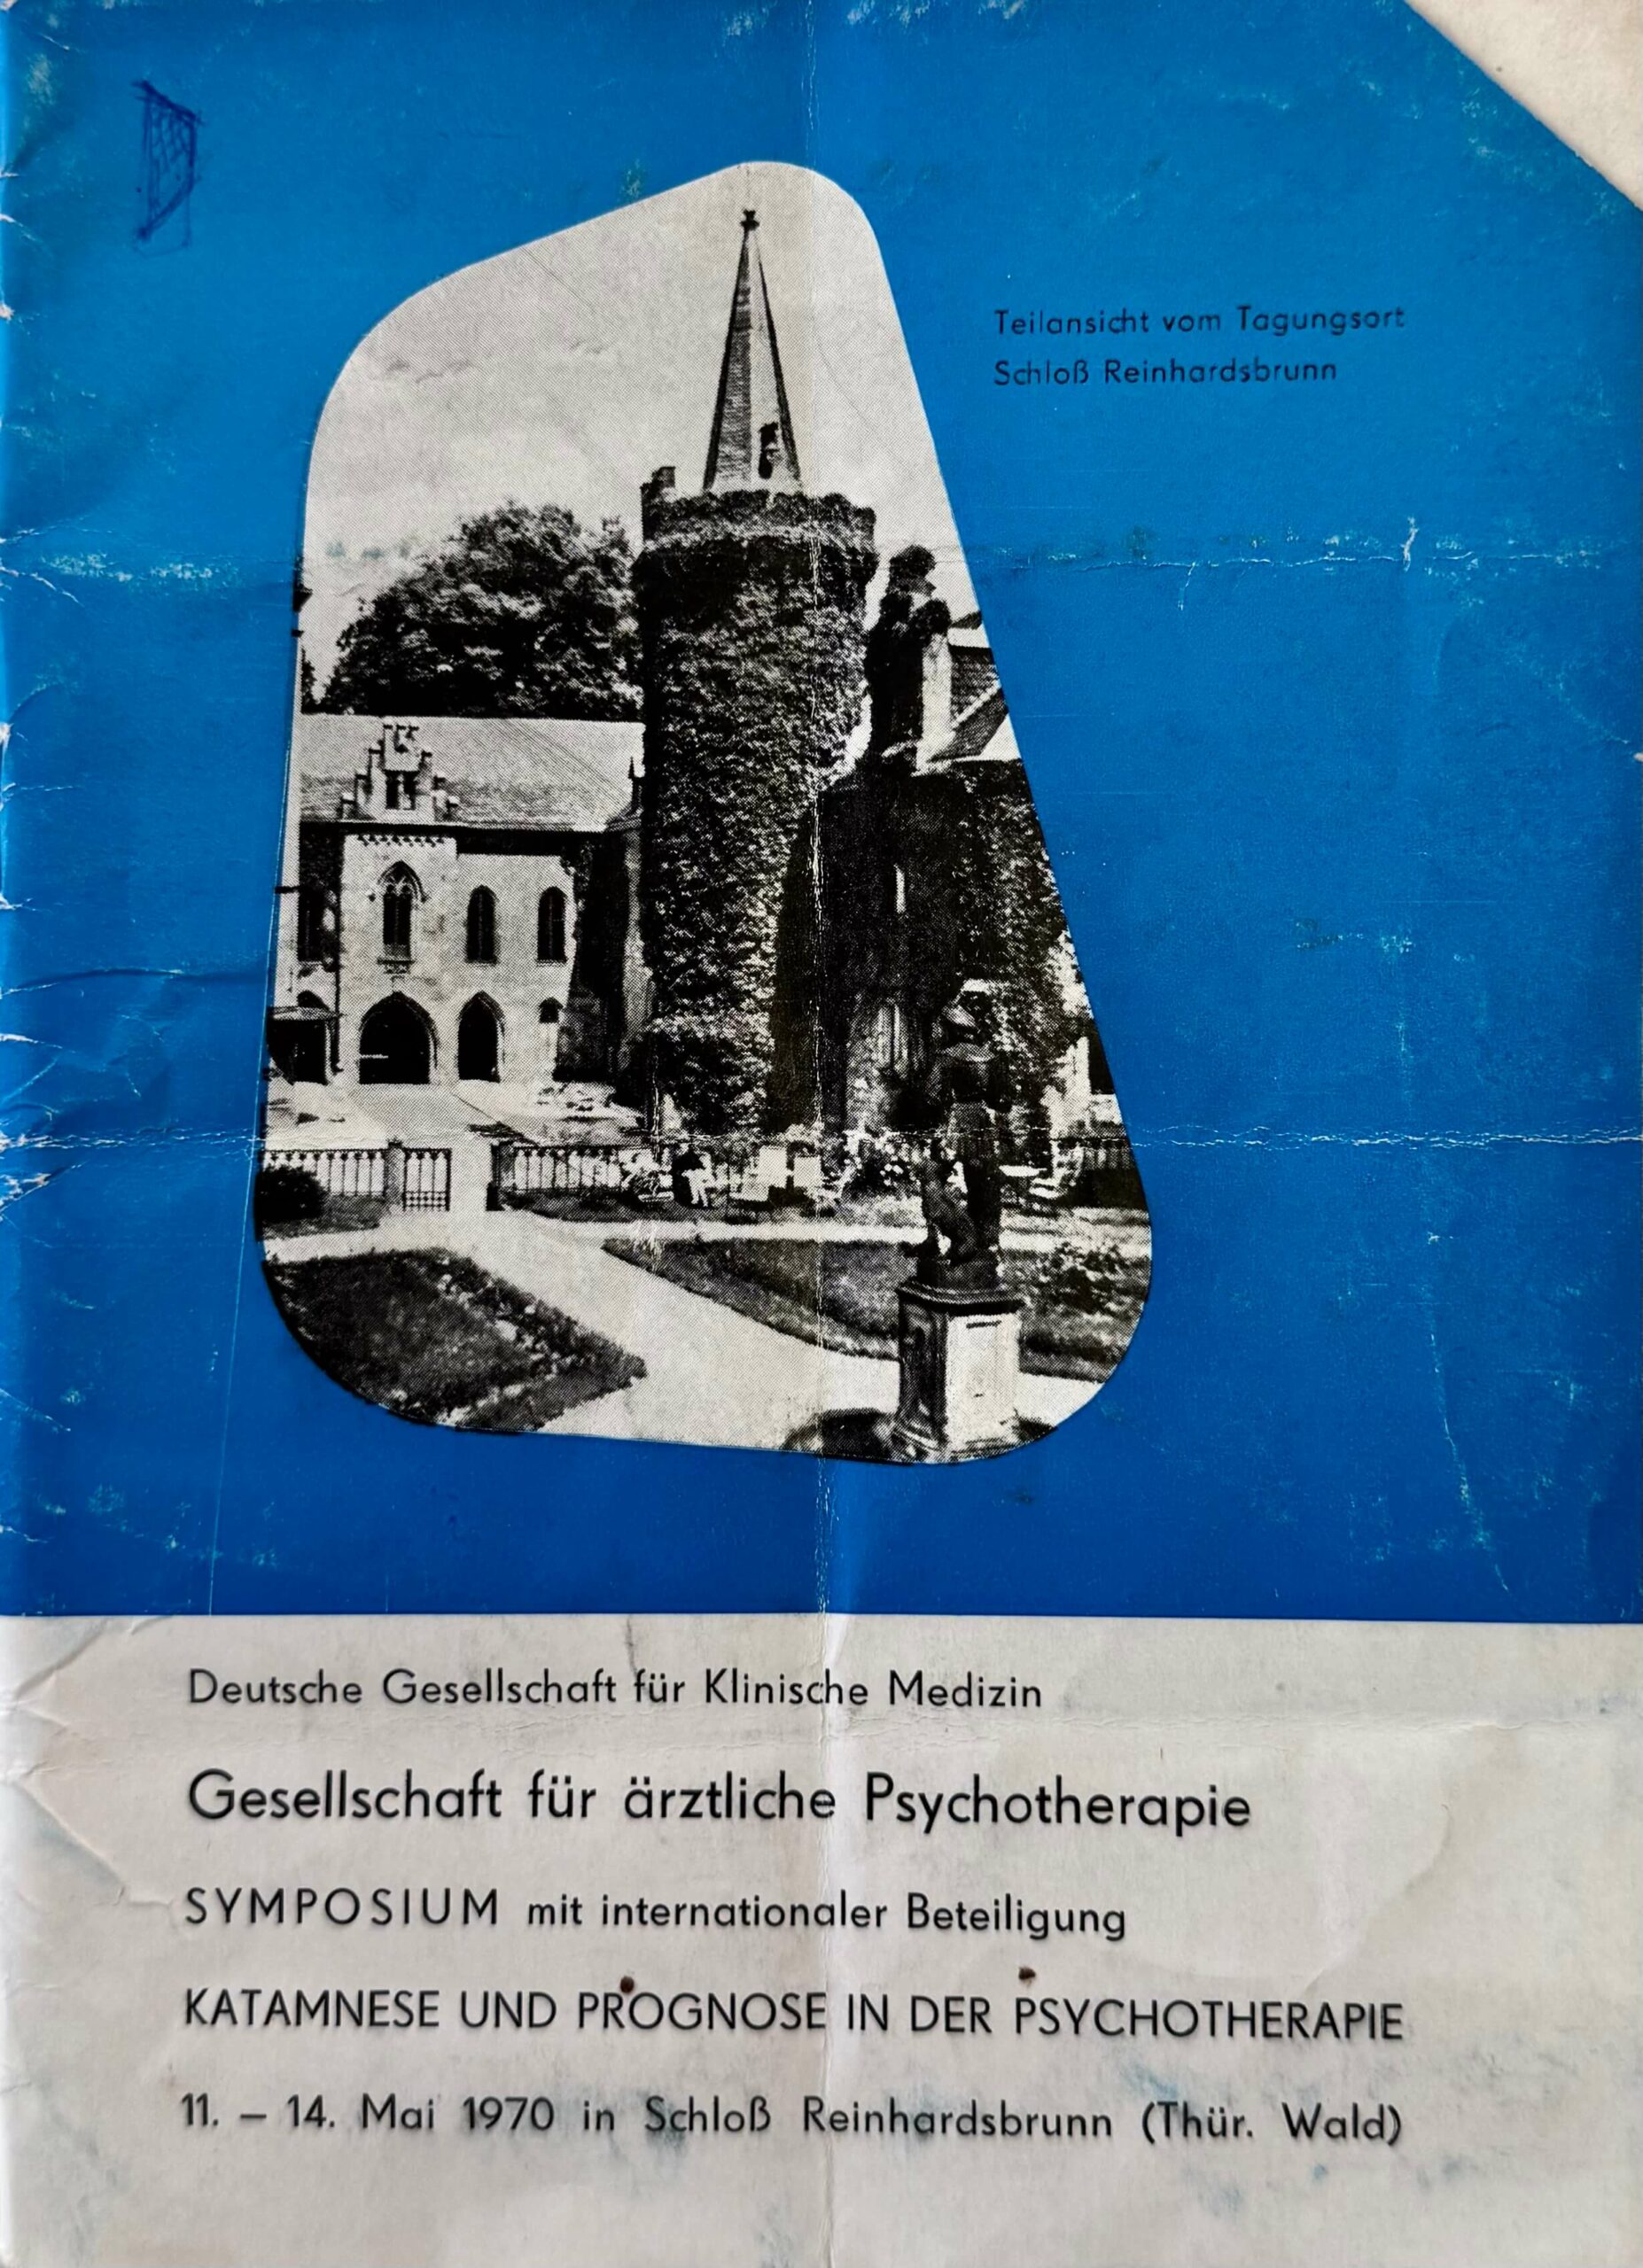 Teilansicht vom Tagungsort
Schloß Reinhardsbrunn
Deutsche Gesellschaft für Klinische Medizin
Gesellschaft für ärztliche Psychotherapie
SYMPOSIUM mit internationaler Beteiligung
KATAMNESE UND PROGNOSE IN DER PSYCHOTHERAPIE
11. – 14. Mai 1970 in Schloß Reinhardsbrunn (Thür. Wald)